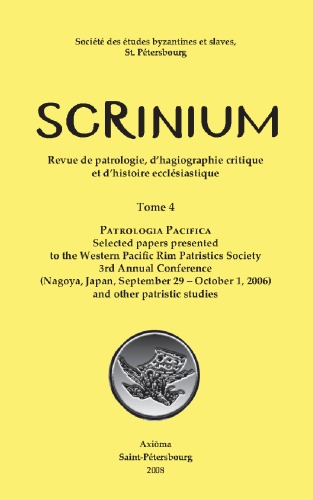 Société des études byzantines et slaves,
St. Pétersbourg
SCRINIUM
Revue de patrologie, d'hagiographie critique
et d'histoire ecclésiastique
Tome 4
Patrologia Pacifica
Selected papers presented
to the Western Pacific Rim Patristics Society
3rd Annual Conference
(Nagoya, Japan, September 29 – October 1, 2006)
and other patristic studies
Axiōma
Saint-Pétersbourg
2008